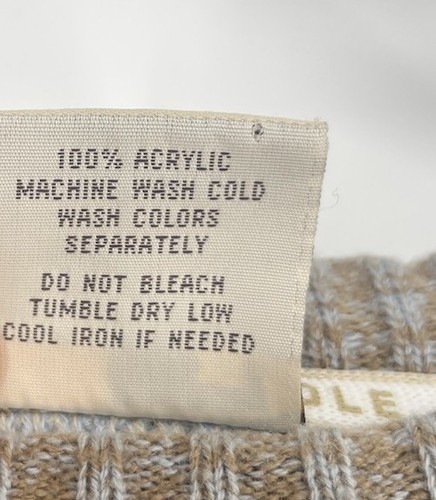 100% ACRYLIC
MACHINE WASH COLD
WASH COLORS
SEPARATELY
DO NOT BLEACH
TUMBLE DRY LOW
COOL IRON IF NEEDED